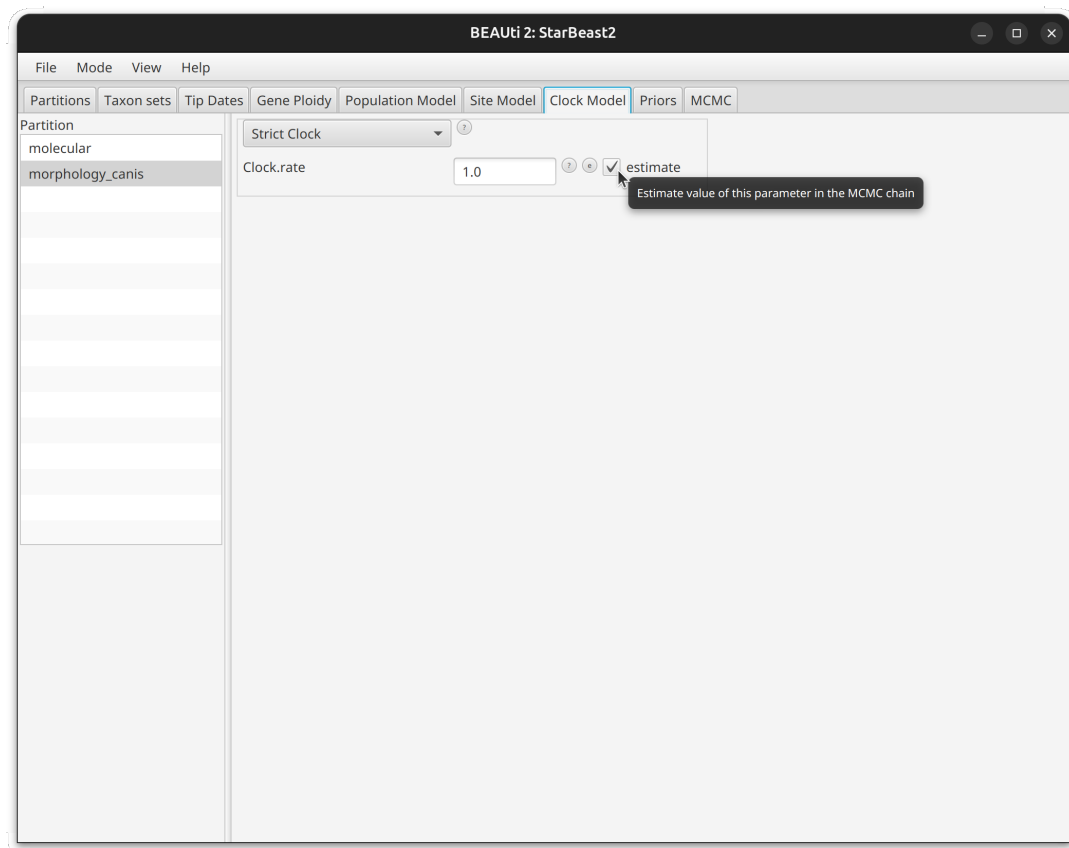 BEAUti 2: StarBeast2
File Mode View Help
Partitions Taxon sets Tip Dates Gene Ploidy Population Model Site Model Clock Model Priors MCMC
Partition
molecular
morphology_canis
Strict Clock ?
Clock.rate 1.0 ? e estimate
Estimate value of this parameter in the MCMC chain